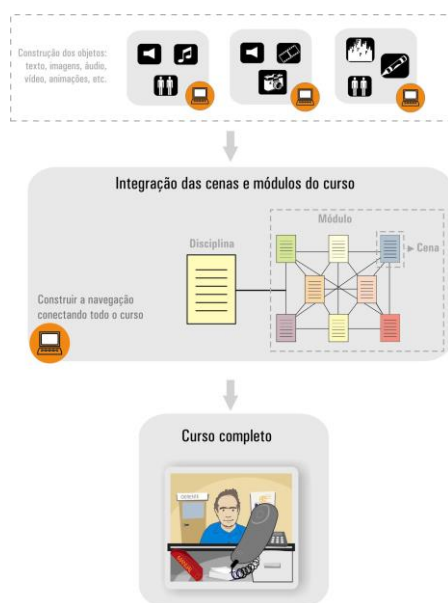 Construção dos objetos:
texto, imagens, áudio,
vídeo, animações, etc.
Integração das cenas e módulos do curso
Módulo
Disciplina
Cena
Construir a navegação
conectando todo o curso
Curso completo